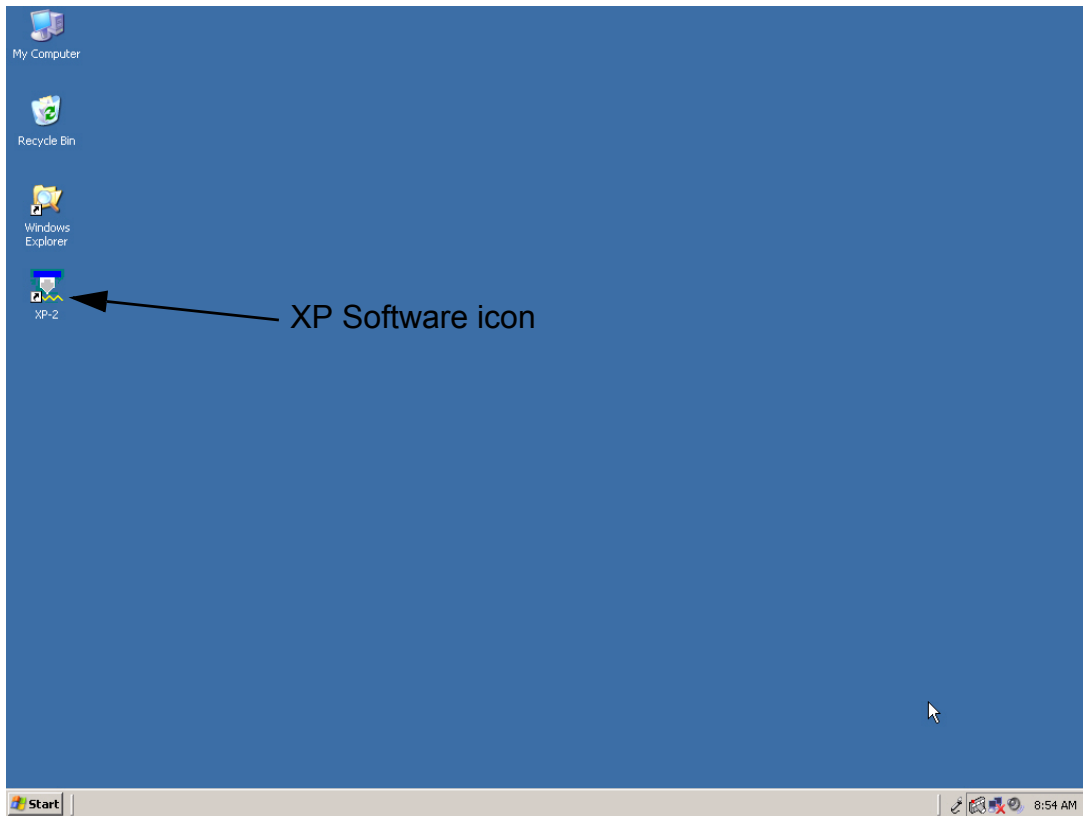 My Computer
Recycle Bin
Windows
Explorer
XP-2
XP Software icon
Start
8:54 AM